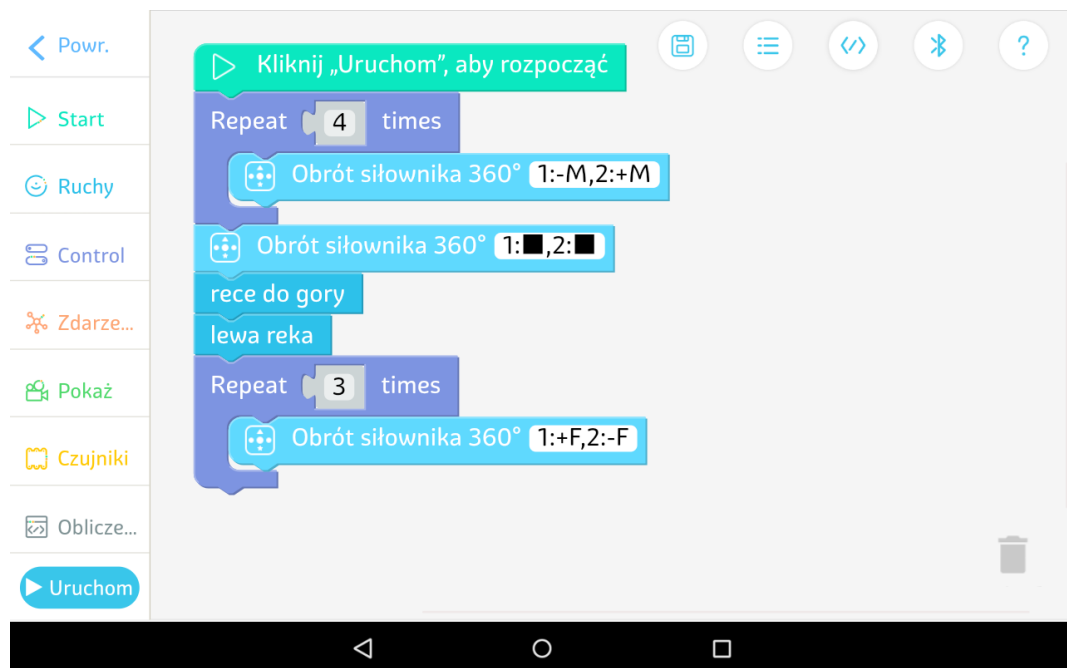 Powr.
Start
Ruchy
Control
Zdarze...
Pokaż
Czujniki
Oblicze...
Uruchom
Kliknij „Uruchom”, aby rozpocząć
Repeat 4 times
Obrót siłownika 360° 1:-M,2:+M
Obrót siłownika 360° 1:■,2:■
rece do gory
lewa reka
Repeat 3 times
Obrót siłownika 360° 1:+F,2:-F
?